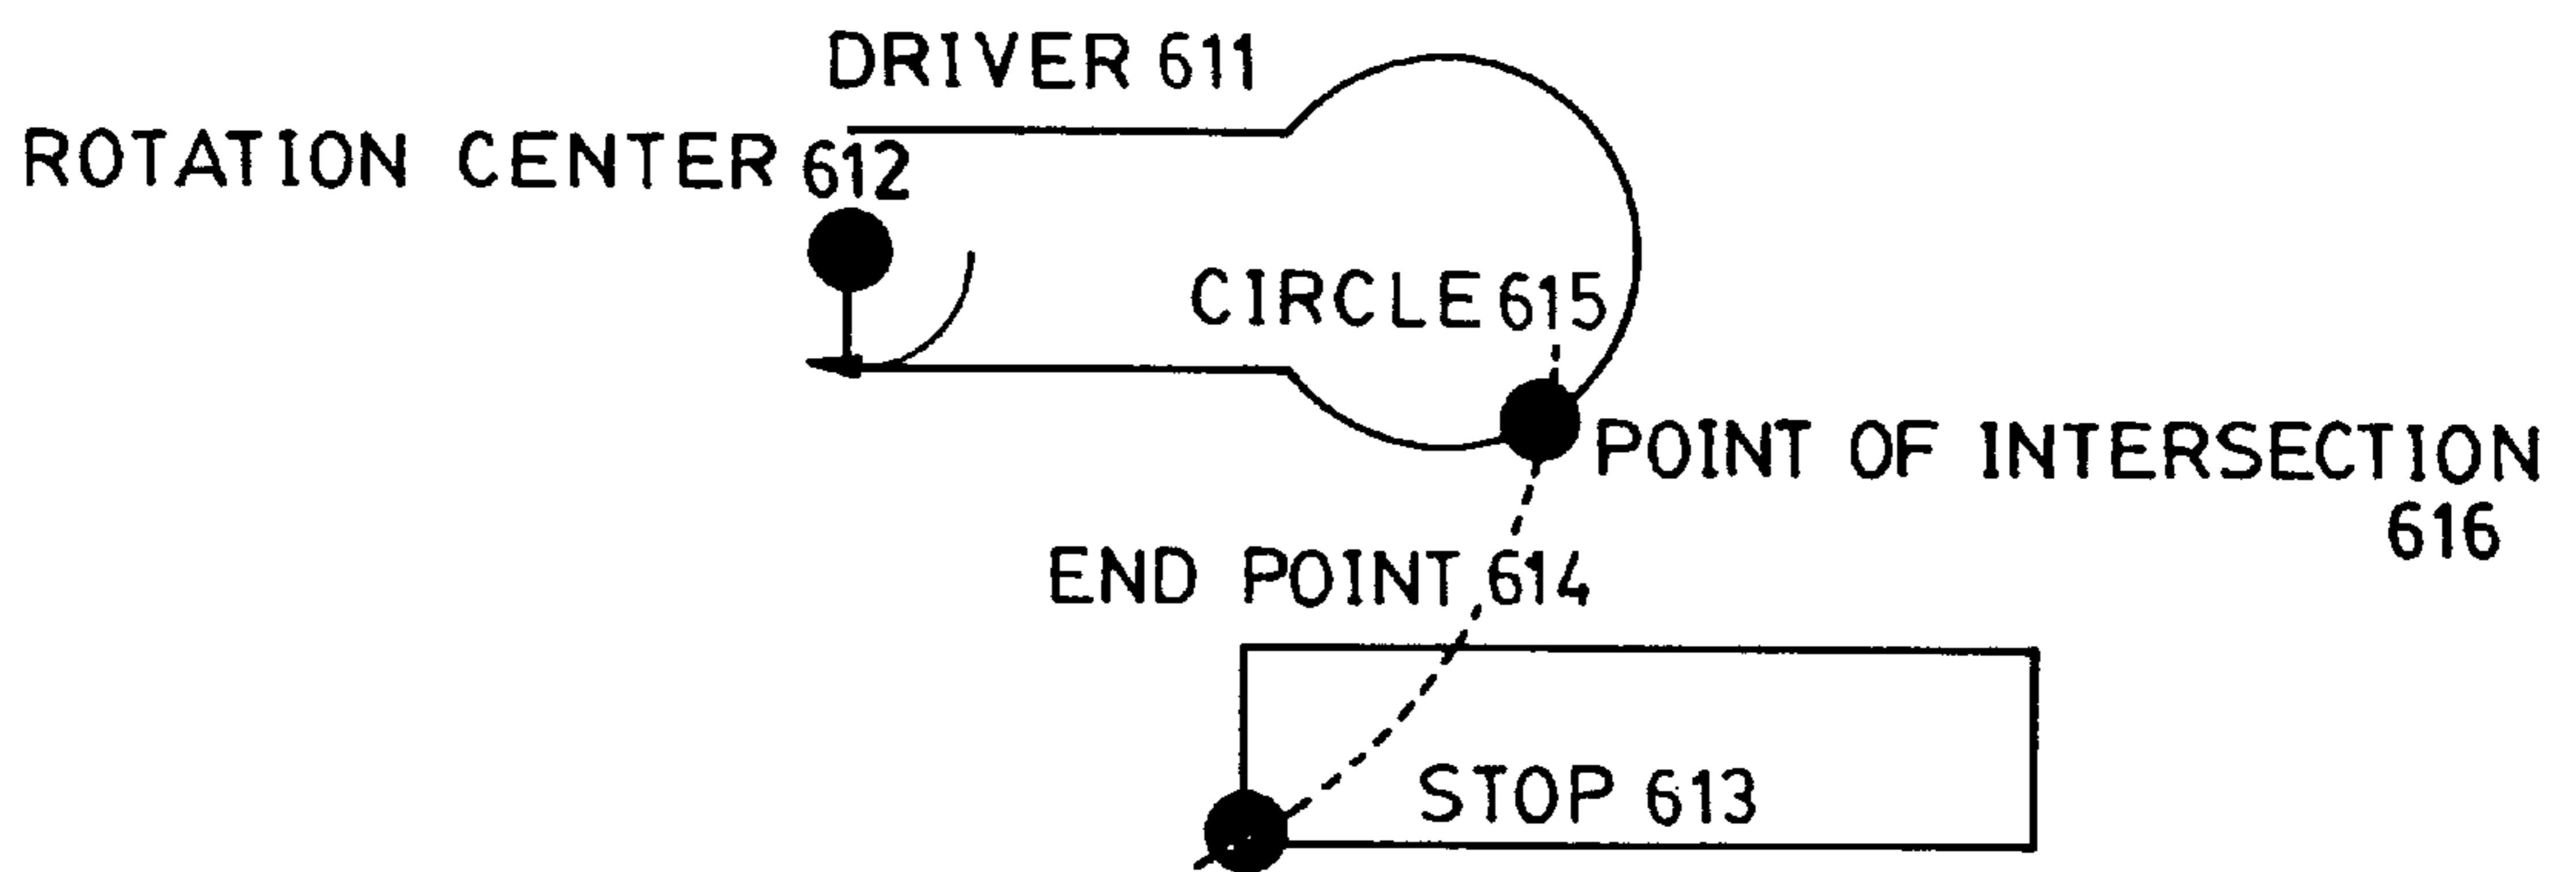 DRIVER 611
ROTATION CENTER 612
CIRCLE 615
POINT OF INTERSECTION
616
END POINT 614
STOP 613